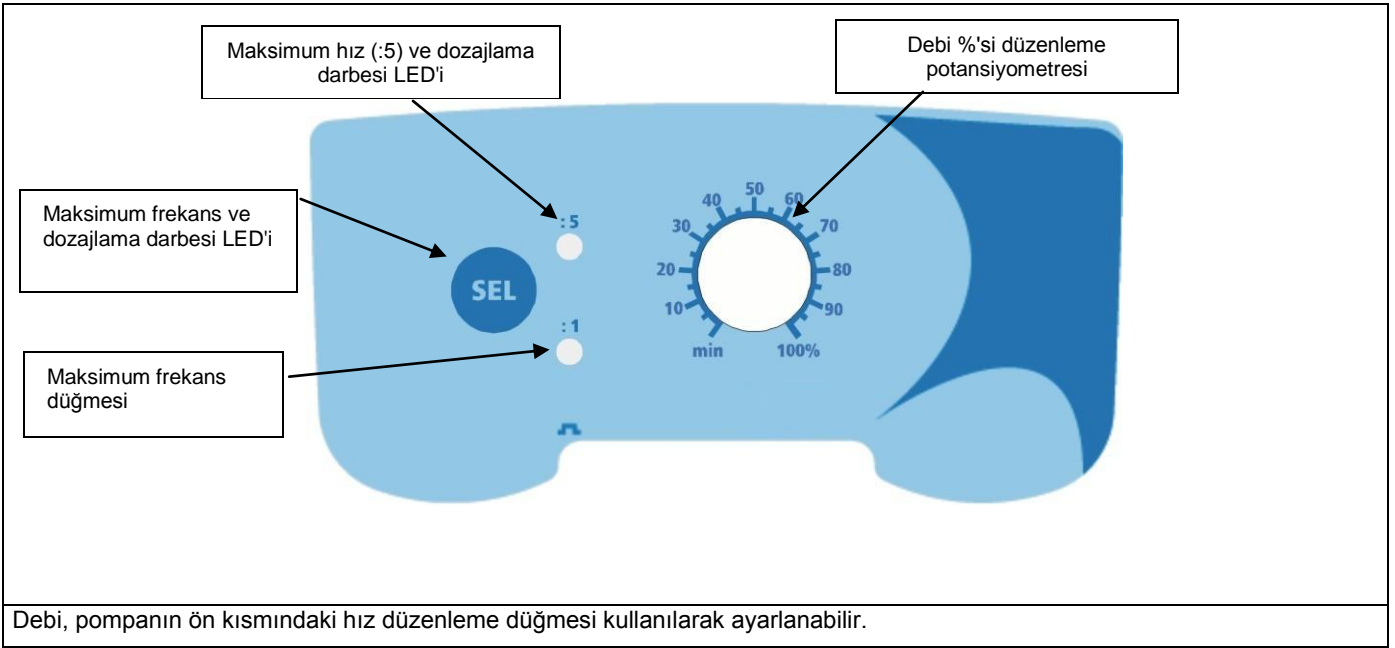 Maksimum hız (:5) ve dozajlama
darbesi LED'i
Debi %'si düzenleme
potansiyometresi
Maksimum frekans ve
dozajlama darbesi LED'i
Maksimum frekans
düğmesi
SEL
: 5
: 1
min
10
20
30
40
50
60
70
80
90
100%
Debi, pompanın ön kısmındaki hız düzenleme düğmesi kullanılarak ayarlanabilir.